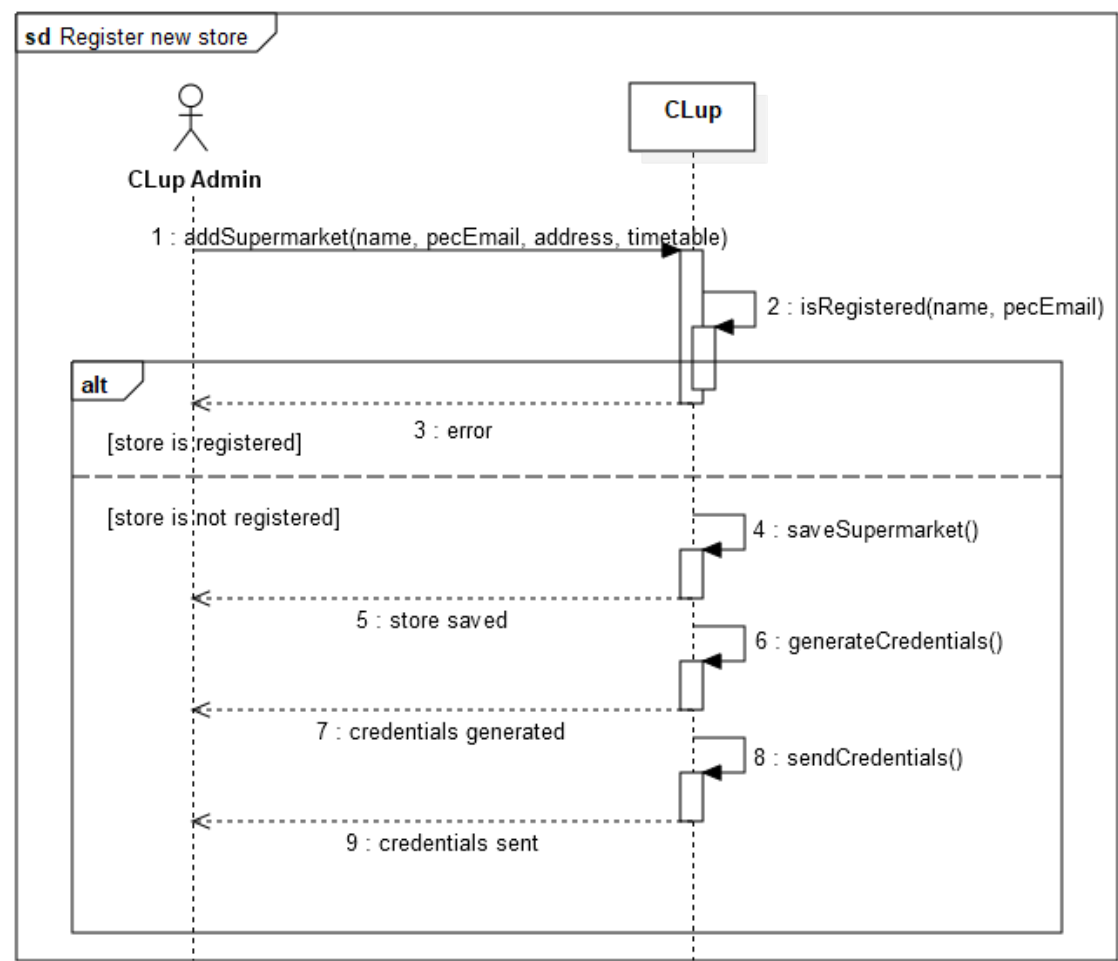 sd Register new store
CLup
CLup Admin
1 : addSupermarket(name, pecEmail, address, timetable)
2 : isRegistered(name, pecEmail)
alt
3 : error
[store is registered]
[store is not registered]
4 : saveSupermarket()
5 : store saved
6 : generateCredentials()
7 : credentials generated
8 : sendCredentials()
9 : credentials sent